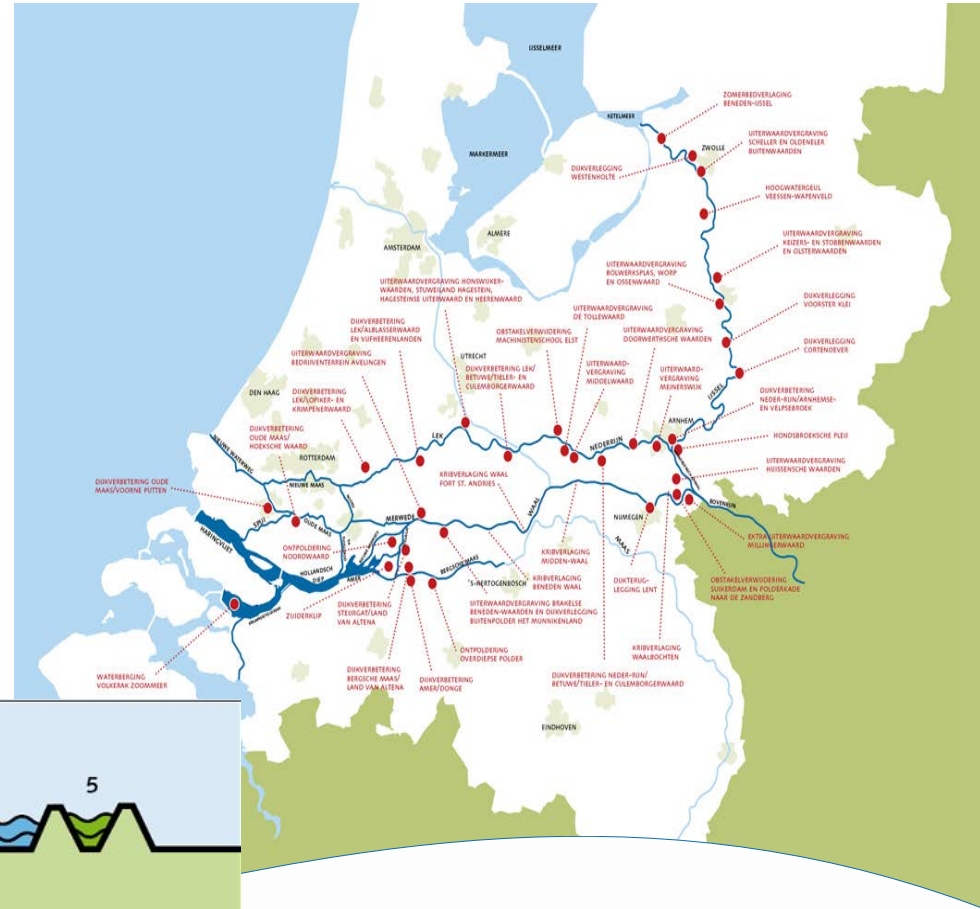 IJSSELMEER
KETELMEER
MARKERMEER
ZOMERBEDVERLAGING
BENEDEN-IJSSEL
ZWOLLE
UITERWAARDVERGRAVING
SCHELLER EN OLDENELER
BUITENWAARDEN
DIJKVERLEGGING
WESTENHOLTE
HOOGWATERGEUL
VEESSEN-WAPENVELD
AMSTERDAM
ALMERE
UITERWAARDVERGRAVING
KEIZERS- EN STOBBENWAARDEN
EN OLSTERWAARDEN
UITERWAARDVERGRAVING
BOLWERKSPLAS, WORP
EN OSSENWAARD
UITERWAARDVERGRAVING HONSWIJKER-
WAARDEN, STUWEILAND HAGESTEIN,
HAGESTEINSE UITERWAARD EN HEERENWAARD
DIJKVERLEGGING
VOORSTER KLEI
UITERWAARDVERGRAVING
DE TOLLEWAARD
DIJKVERBETERING
LEK/ALBLASSERWAARD
EN VIJFHEERENLANDEN
OBSTAKELVERWIJDERING
MACHINISTENSCHOOL ELST
UITERWAARDVERGRAVING
DOORWERTHSCHE WAARDEN
DIJKVERLEGGING
CORTENOEVER
UITERWAARDVERGRAVING
BEDRIJVENTERREIN AVELINGEN
UTRECHT
DIJKVERBETERING LEK/
BETUWE/TIELER- EN
CULEMBORGERWAARD
UITERWAARD-
VERGRAVING
MIDDELWAARD
UITERWAARD-
VERGRAVING
MEINERSWIJK
IJSSEL
DEN HAAG
DIJKVERBETERING
LEK/LOPIKER- EN
KRIMPENERWAARD
DIJKVERBETERING
NEDER-RIJN/ARNHEMSE-
EN VELPSEBROEK
ARNHEM
DIJKVERBETERING
OUDE MAAS/
HOEKSCHE WAARD
LEK
NEDERRIJN
HONDSBROEKSCHE PLEIJ
NIEUWE WATERWEG
ROTTERDAM
NIEUWE MAAS
UITERWAARDVERGRAVING
HUISSENSCHE WAARDEN
KRIBVERLAGING WAAL
FORT ST. ANDRIES
DIJKVERBETERING OUDE
MAAS/VOORNE PUTTEN
WAAL
BOVENRIJN
SPUI
OUDE MAAS
MERWEDE
NIJMEGEN
HARINGVLIET
MAAS
EXTRA UITERWAARDVERGRAVING
MILLINGERWAARD
ONTPOLDERING
NOORDWAARD
KRIBVERLAGING
MIDDEN-WAAL
BERGSCHE MAAS
HOLLANDSCH
DIEP
AMER
'S-HERTOGENBOSCH
KRIBVERLAGING
BENEDEN WAAL
DIJKTERUG-
LEGGING LENT
OBSTAKELVERWIJDERING
SUIKERDAM EN POLDERKADE
NAAR DE ZANDBERG
ZUIDERKLIP
DIJKVERBETERING
STEURGAT/LAND
VAN ALTENA
UITERWAARDVERGRAVING BRAKELSE
BENEDEN-WAARDEN EN DIJKVERLEGGING
BUITENPOLDER HET MUNNIKENLAND
ONTPOLDERING
OVERDIEPSE POLDER
KRIBVERLAGING
WAALBOCHTEN
WATERBERGING
VOLKERAK ZOOMMEER
DIJKVERBETERING
BERGSCHE MAAS/
LAND VAN ALTENA
DIJKVERBETERING
AMER/DONGE
DIJKVERBETERING NEDER-RIJN/
BETUWE/TIELER- EN CULEMBORGERWAARD
EINDHOVEN
5